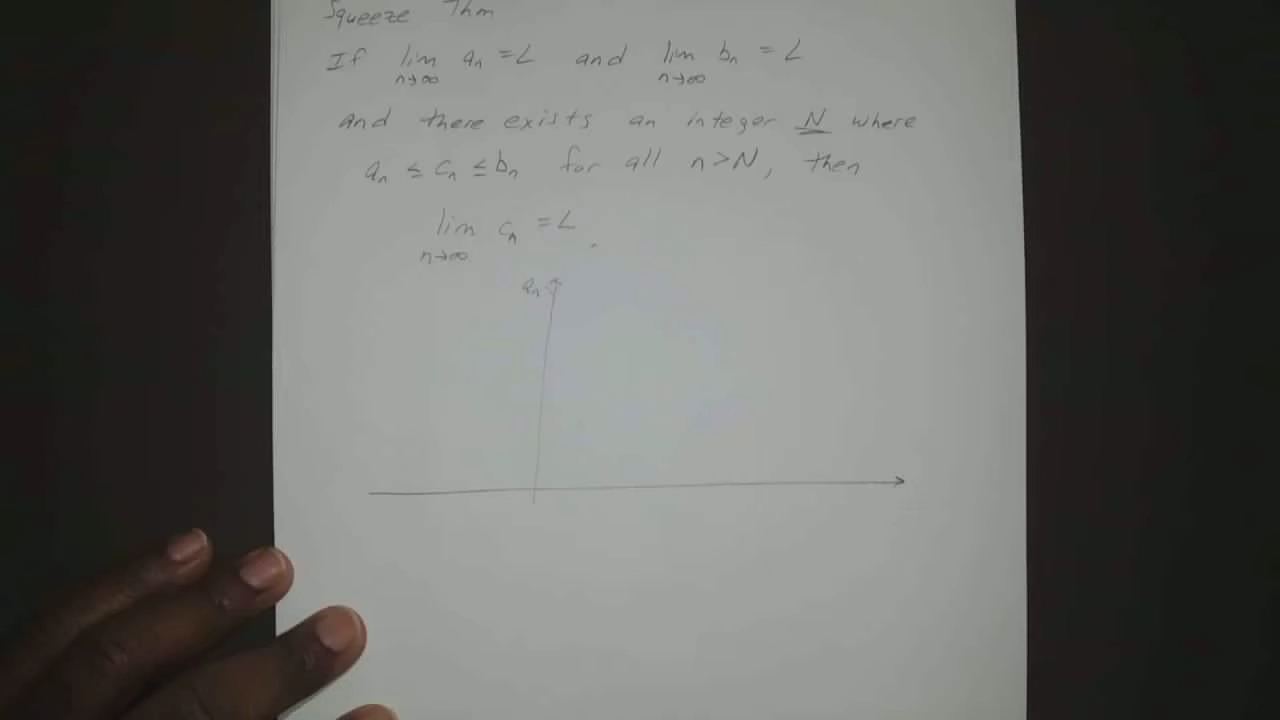 Squeeze Thm
If lim aₙ = L and lim bₙ = L
n→∞ n→∞
and there exists an integer N where
aₙ ≤ cₙ ≤ bₙ for all n > N, then
lim cₙ = L.
n→∞
aₙ